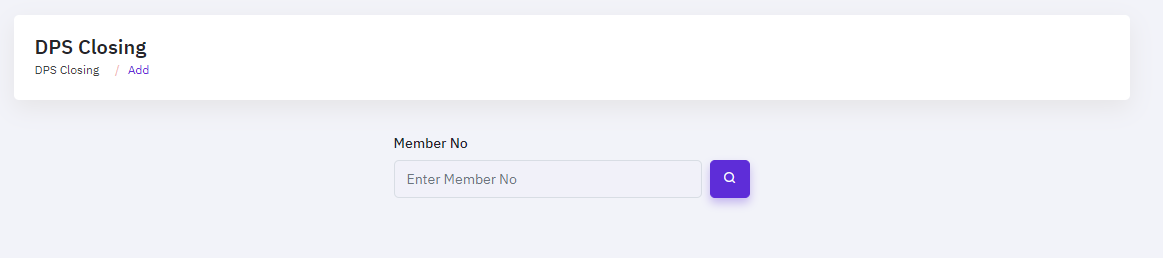 DPS Closing
DPS Closing / Add
Member No
Enter Member No